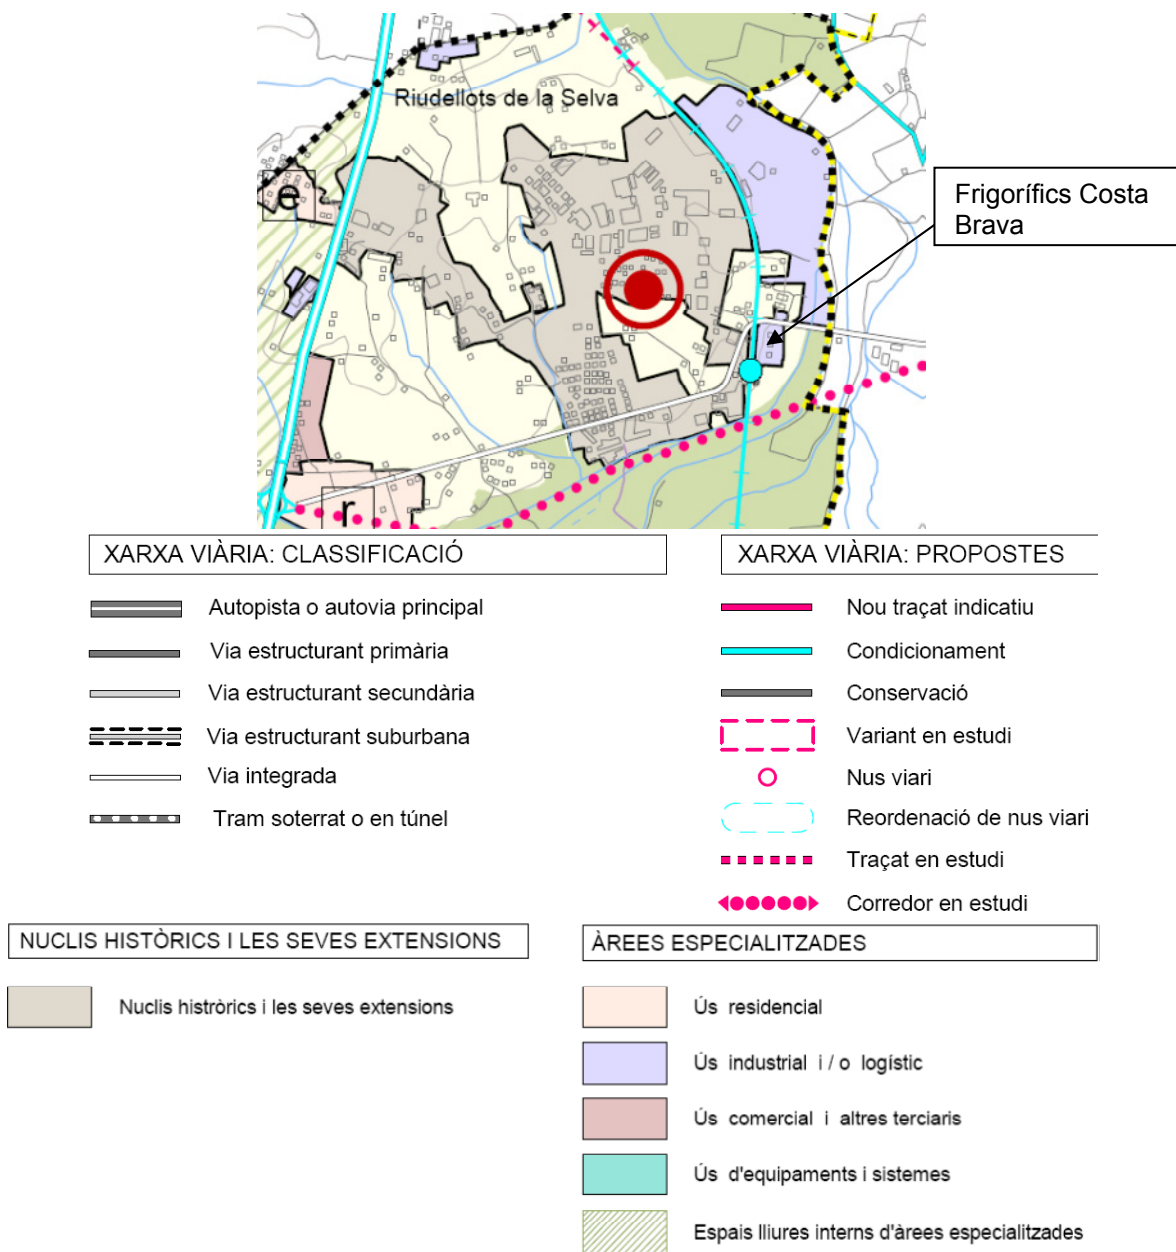 Riudellots de la Selva
e
Frigorífics Costa
Brava
r
XARXA VIÀRIA: CLASSIFICACIÓ
Autopista o autovia principal
Via estructurant primària
Via estructurant secundària
Via estructurant suburbana
Via integrada
Tram soterrat o en túnel
XARXA VIÀRIA: PROPOSTES
Nou traçat indicatiu
Condicionament
Conservació
Variant en estudi
Nus viari
Reordenació de nus viari
Traçat en estudi
Corredor en estudi
NUCLIS HISTÒRICS I LES SEVES EXTENSIONS
Nuclis històrics i les seves extensions
ÀREES ESPECIALITZADES
Ús residencial
Ús industrial i / o logístic
Ús comercial i altres terciaris
Ús d'equipaments i sistemes
Espais lliures interns d'àrees especialitzades